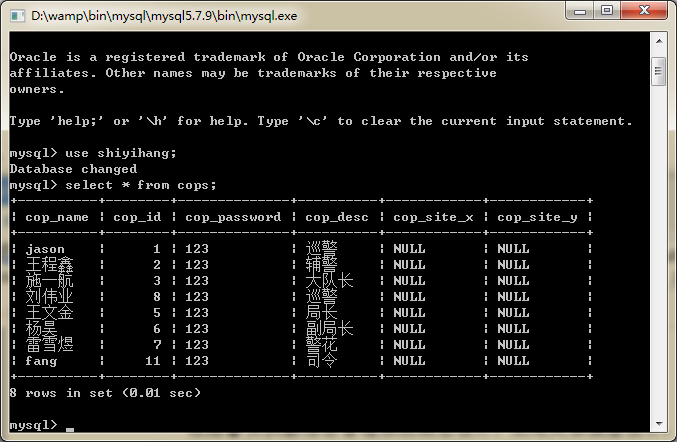 D:\wamp\bin\mysql\mysql5.7.9\bin\mysql.exe
Oracle is a registered trademark of Oracle Corporation and/or its
affiliates. Other names may be trademarks of their respective
owners.
Type 'help;' or '\h' for help. Type '\c' to clear the current input statement.
mysql> use shiyihang;
Database changed
mysql> select * from cops;
+-----------+--------+--------------+----------+------------+------------+
| cop_name | cop_id | cop_password | cop_desc | cop_site_x | cop_site_y |
+-----------+--------+--------------+----------+------------+------------+
| jason | 1 | 123 | 巡警 | NULL | NULL |
| 王程鑫 | 2 | 123 | 辅警 | NULL | NULL |
| 施一航 | 3 | 123 | 大队长 | NULL | NULL |
| 刘伟业 | 8 | 123 | 巡警 | NULL | NULL |
| 王文金 | 5 | 123 | 局长 | NULL | NULL |
| 杨昊 | 6 | 123 | 副局长 | NULL | NULL |
| 雷雪煜 | 7 | 123 | 警花 | NULL | NULL |
| fang | 11 | 123 | 司令 | NULL | NULL |
+-----------+--------+--------------+----------+------------+------------+
8 rows in set (0.01 sec)
mysql>